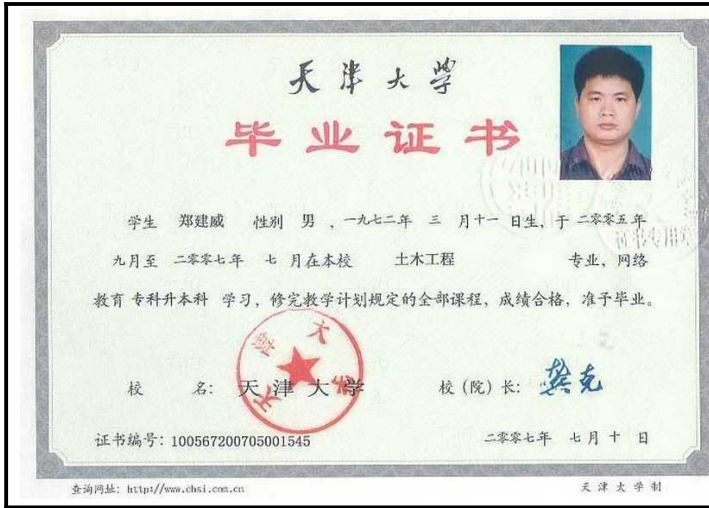 天津大学
毕业证书
学生 郑建威 性别 男 , 一九七二年 三 月十一 日生, 于 二零零五年
九月至 二零零七年 七 月在本校 土木工程 专业, 网络
教育 专科升本科 学习, 修完教学计划规定的全部课程, 成绩合格, 准予毕业。
天津大学
校 名: 天津大学 校(院)长: 龚克
证书编号: 100567200705001545 二零零七年 七月十 日
查询网址: http://www.chsi.com.cn 天津大学制